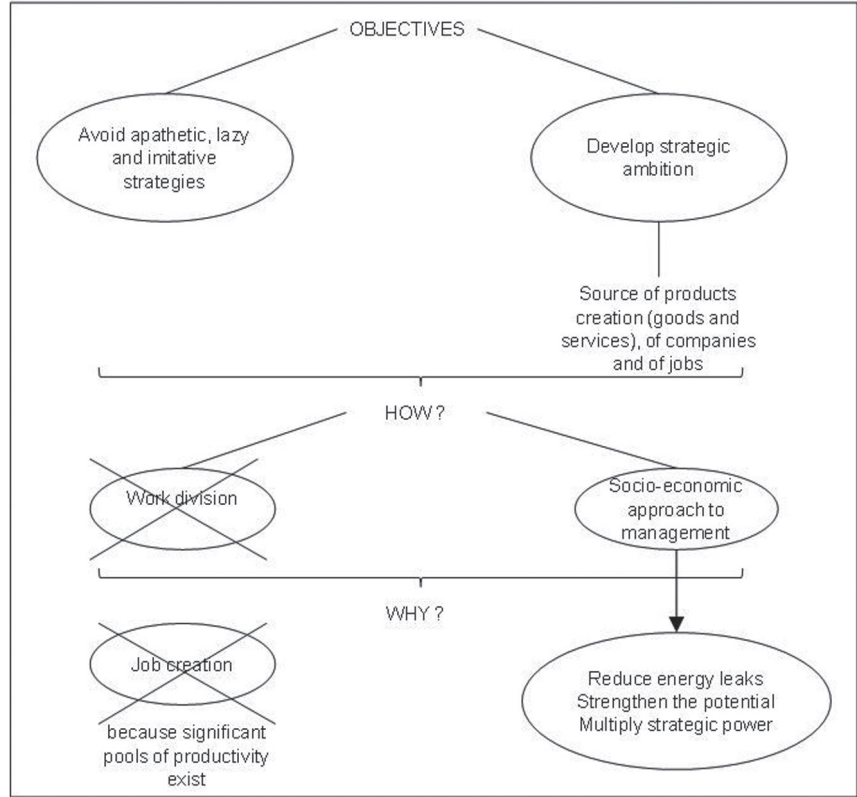 OBJECTIVES
Avoid apathetic, lazy
and imitative
strategies
Develop strategic
ambition
Source of products
creation (goods and
services), of companies
and of jobs
HOW ?
Work division
Socio-economic
approach to
management
WHY ?
Job creation
because significant
pools of productivity
exist
Reduce energy leaks
Strengthen the potential
Multiply strategic power